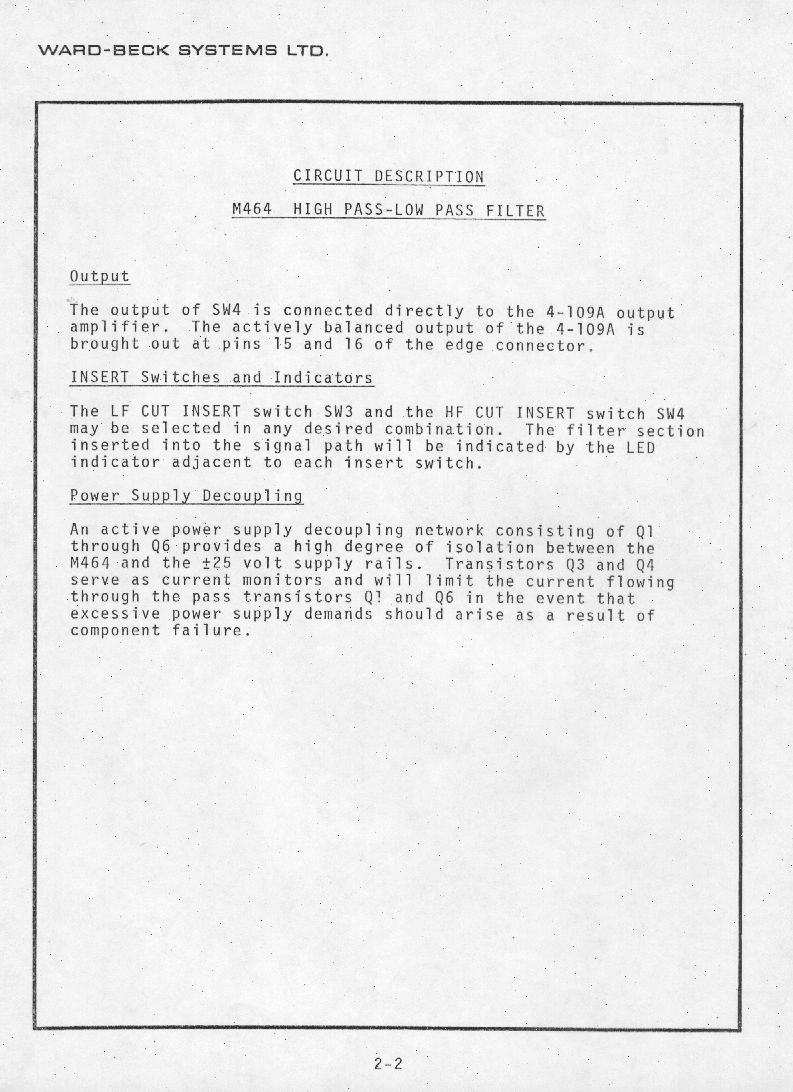 WARD-BECK SYSTEMS LTD.
CIRCUIT DESCRIPTION
M464 HIGH PASS-LOW PASS FILTER
Output
The output of SW4 is connected directly to the 4-109A output
amplifier. The actively balanced output of the 4-109A is
brought out at pins 15 and 16 of the edge connector.
INSERT Switches and Indicators
The LF CUT INSERT switch SW3 and the HF CUT INSERT switch SW4
may be selected in any desired combination. The filter section
inserted into the signal path will be indicated by the LED
indicator adjacent to each insert switch.
Power Supply Decoupling
An active power supply decoupling network consisting of Q1
through Q6 provides a high degree of isolation between the
M464 and the ±25 volt supply rails. Transistors Q3 and Q4
serve as current monitors and will limit the current flowing
through the pass transistors Q1 and Q6 in the event that
excessive power supply demands should arise as a result of
component failure.
2-2